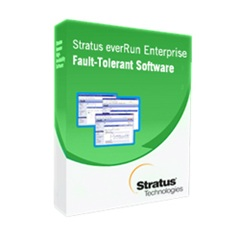 Stratus everRun Enterprise
Fault-Tolerant Software
Stratus
Technologies